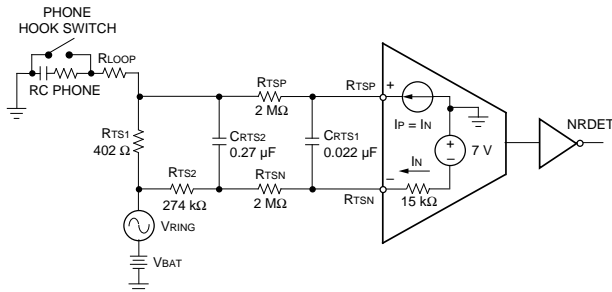 PHONE
HOOK SWITCH
RLOOP
RC PHONE
RTSP
2 MΩ
RTSP
+
IP = IN
NRDET
RTS1
402 Ω
CRTS2
0.27 µF
CRTS1
0.022 µF
+
−
7 V
IN
−
RTS2
274 kΩ
RTSN
2 MΩ
RTSN
15 kΩ
VRING
VBAT